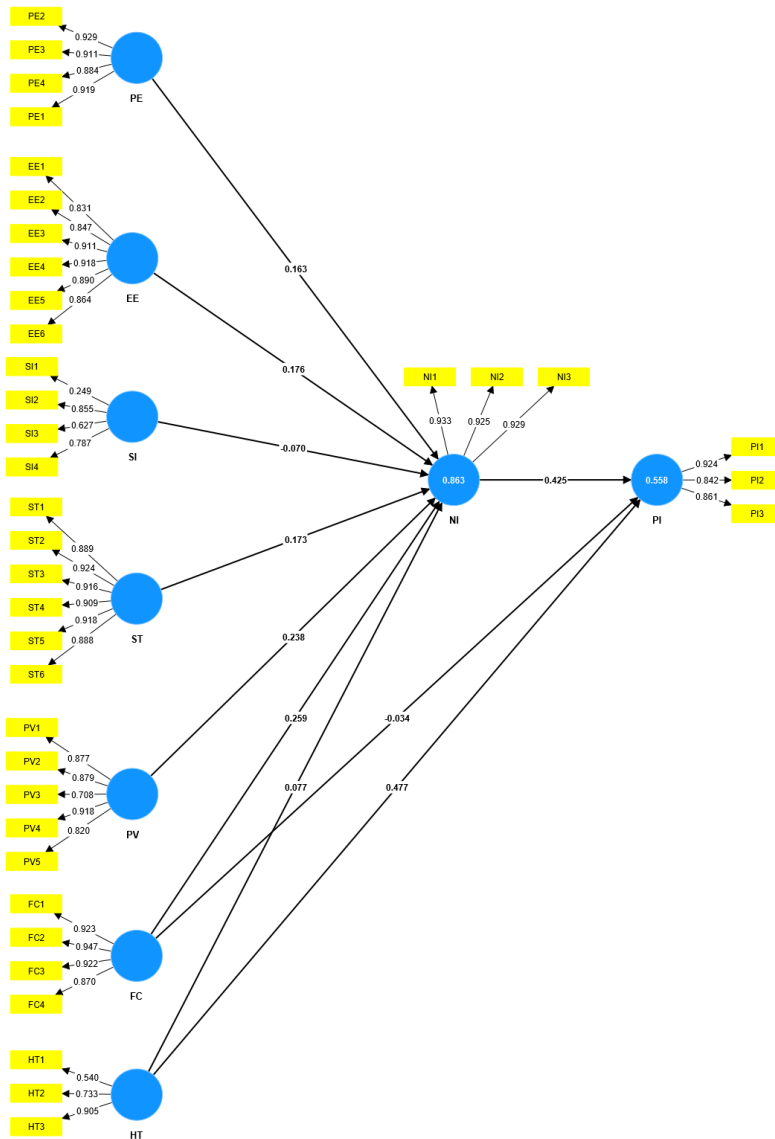 PE2
0.929
PE3
0.911
PE4
0.884
PE1
0.919
PE
EE1
0.831
EE2
0.847
EE3
0.911
EE4
0.918
EE5
0.890
EE6
0.864
EE
SI1
0.249
SI2
0.855
SI3
0.627
SI4
0.787
SI
ST1
0.889
ST2
0.924
ST3
0.916
ST4
0.909
ST5
0.918
ST6
0.888
ST
PV1
0.877
PV2
0.879
PV3
0.708
PV4
0.918
PV5
0.820
PV
FC1
0.923
FC2
0.947
FC3
0.922
FC4
0.870
FC
HT1
0.540
HT2
0.733
HT3
0.905
HT
0.163
0.176
-0.070
0.173
0.238
0.259
0.077
-0.034
0.477
NI1
NI2
NI3
0.933
0.925
0.929
0.863
NI
0.425
0.558
PI
0.924
PI1
0.842
PI2
0.861
PI3